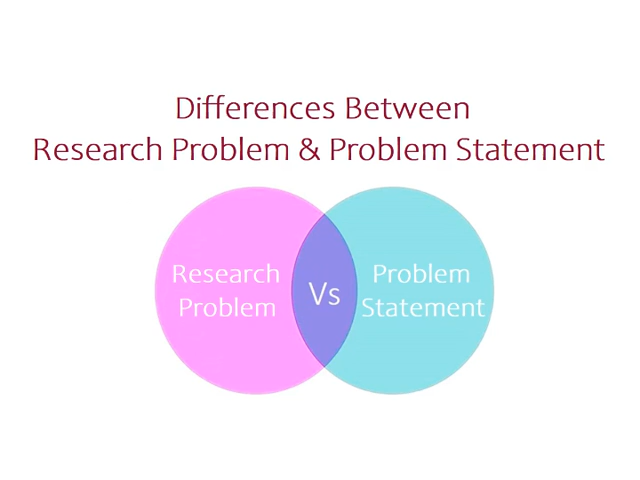 Differences Between
Research Problem & Problem Statement
Research
Problem
Vs
Problem
Statement